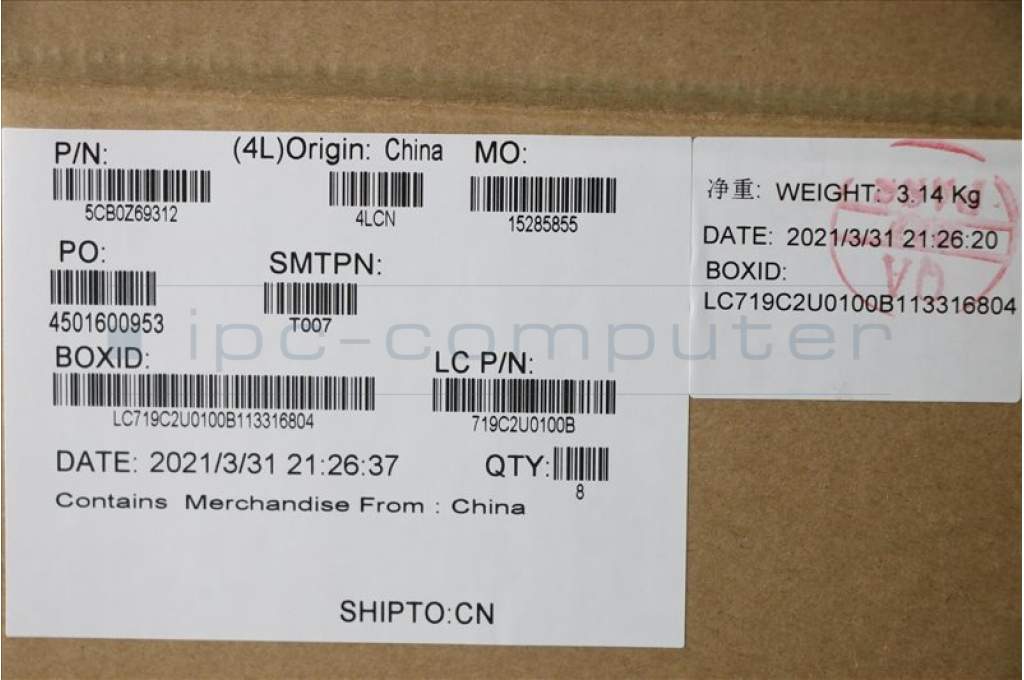 P/N:
(4L)Origin: China
MO:
5CB0Z69312
4LCN
15285855
PO:
SMTPN:
4501600953
T007
BOXID:
LC P/N:
LC719C2U0100B113316804
719C2U0100B
DATE: 2021/3/31 21:26:37
QTY:
8
Contains Merchandise From : China
SHIPTO:CN
净重: WEIGHT: 3.14 Kg
DATE: 2021/3/31 21:26:20
BOXID:
LC719C2U0100B113316804
QA
ipc-computer